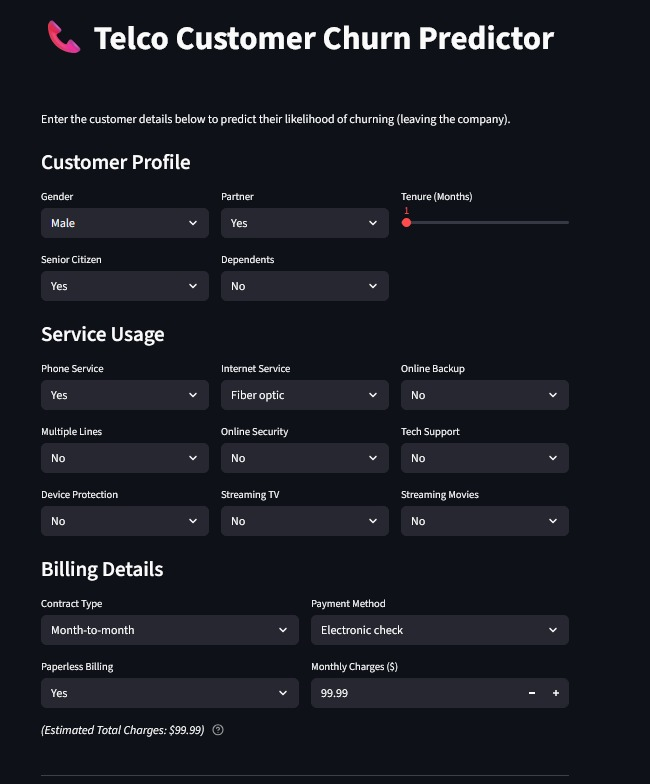 Telco Customer Churn Predictor
Enter the customer details below to predict their likelihood of churning (leaving the company).
Customer Profile
Gender Partner Tenure (Months)
1
Male Yes
Senior Citizen Dependents
Yes No
Service Usage
Phone Service Internet Service Online Backup
Yes Fiber optic No
Multiple Lines Online Security Tech Support
No No No
Device Protection Streaming TV Streaming Movies
No No No
Billing Details
Contract Type Payment Method
Month-to-month Electronic check
Paperless Billing Monthly Charges ($)
Yes 99.99 − +
(Estimated Total Charges: $99.99) ?